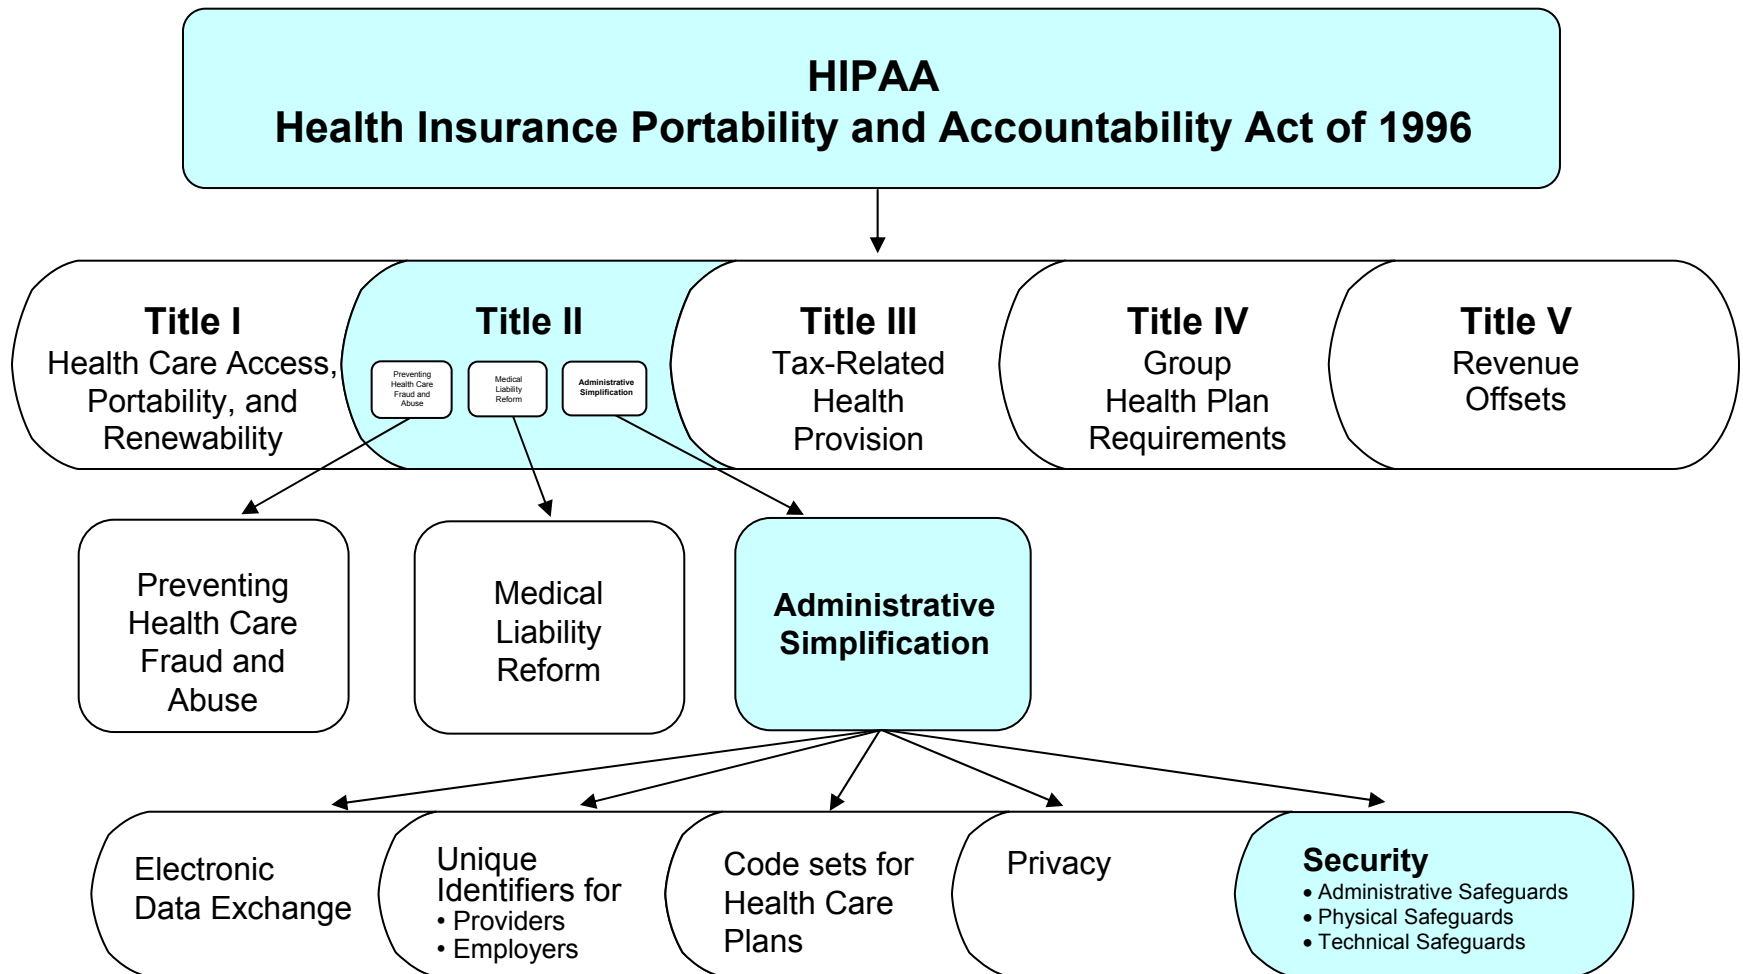 HIPAA
Health Insurance Portability and Accountability Act of 1996
Title I
Health Care Access,
Portability, and
Renewability
Title II
Preventing
Health Care
Fraud and
Abuse
Medical
Liability
Reform
Administrative
Simplification
Title III
Tax-Related
Health
Provision
Title IV
Group
Health Plan
Requirements
Title V
Revenue
Offsets
Preventing
Health Care
Fraud and
Abuse
Medical
Liability
Reform
Administrative
Simplification
Electronic
Data Exchange
Unique
Identifiers for
• Providers
• Employers
Code sets for
Health Care
Plans
Privacy
Security
• Administrative Safeguards
• Physical Safeguards
• Technical Safeguards